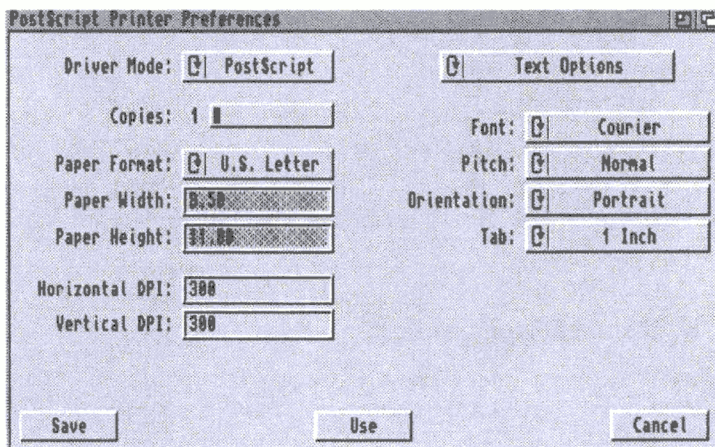 PostScript Printer Preferences
Driver Mode: PostScript
Copies: 1
Paper Format: U.S. Letter
Paper Width: 8.50
Paper Height: 11.00
Horizontal DPI: 300
Vertical DPI: 300
Text Options
Font: Courier
Pitch: Normal
Orientation: Portrait
Tab: 1 Inch
Save Use Cancel